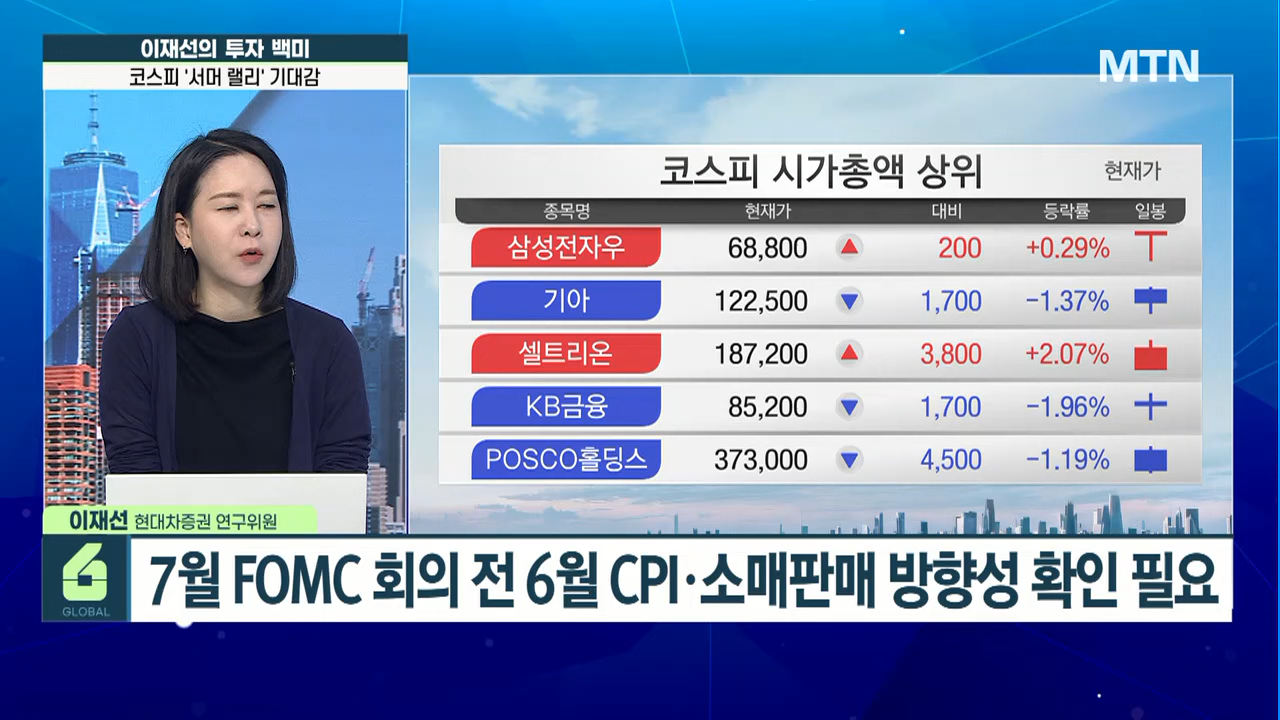 이재선의 투자 백미
코스피 '서머 랠리' 기대감
MTN
코스피 시가총액 상위
현재가
종목명 현재가 대비 등락률 일봉
삼성전자우 68,800 ▲ 200 +0.29%
기아 122,500 ▼ 1,700 -1.37%
셀트리온 187,200 ▲ 3,800 +2.07%
KB금융 85,200 ▼ 1,700 -1.96%
POSCO홀딩스 373,000 ▼ 4,500 -1.19%
이재선 현대차증권 연구위원
6 GLOBAL
7월 FOMC 회의 전 6월 CPI·소매판매 방향성 확인 필요